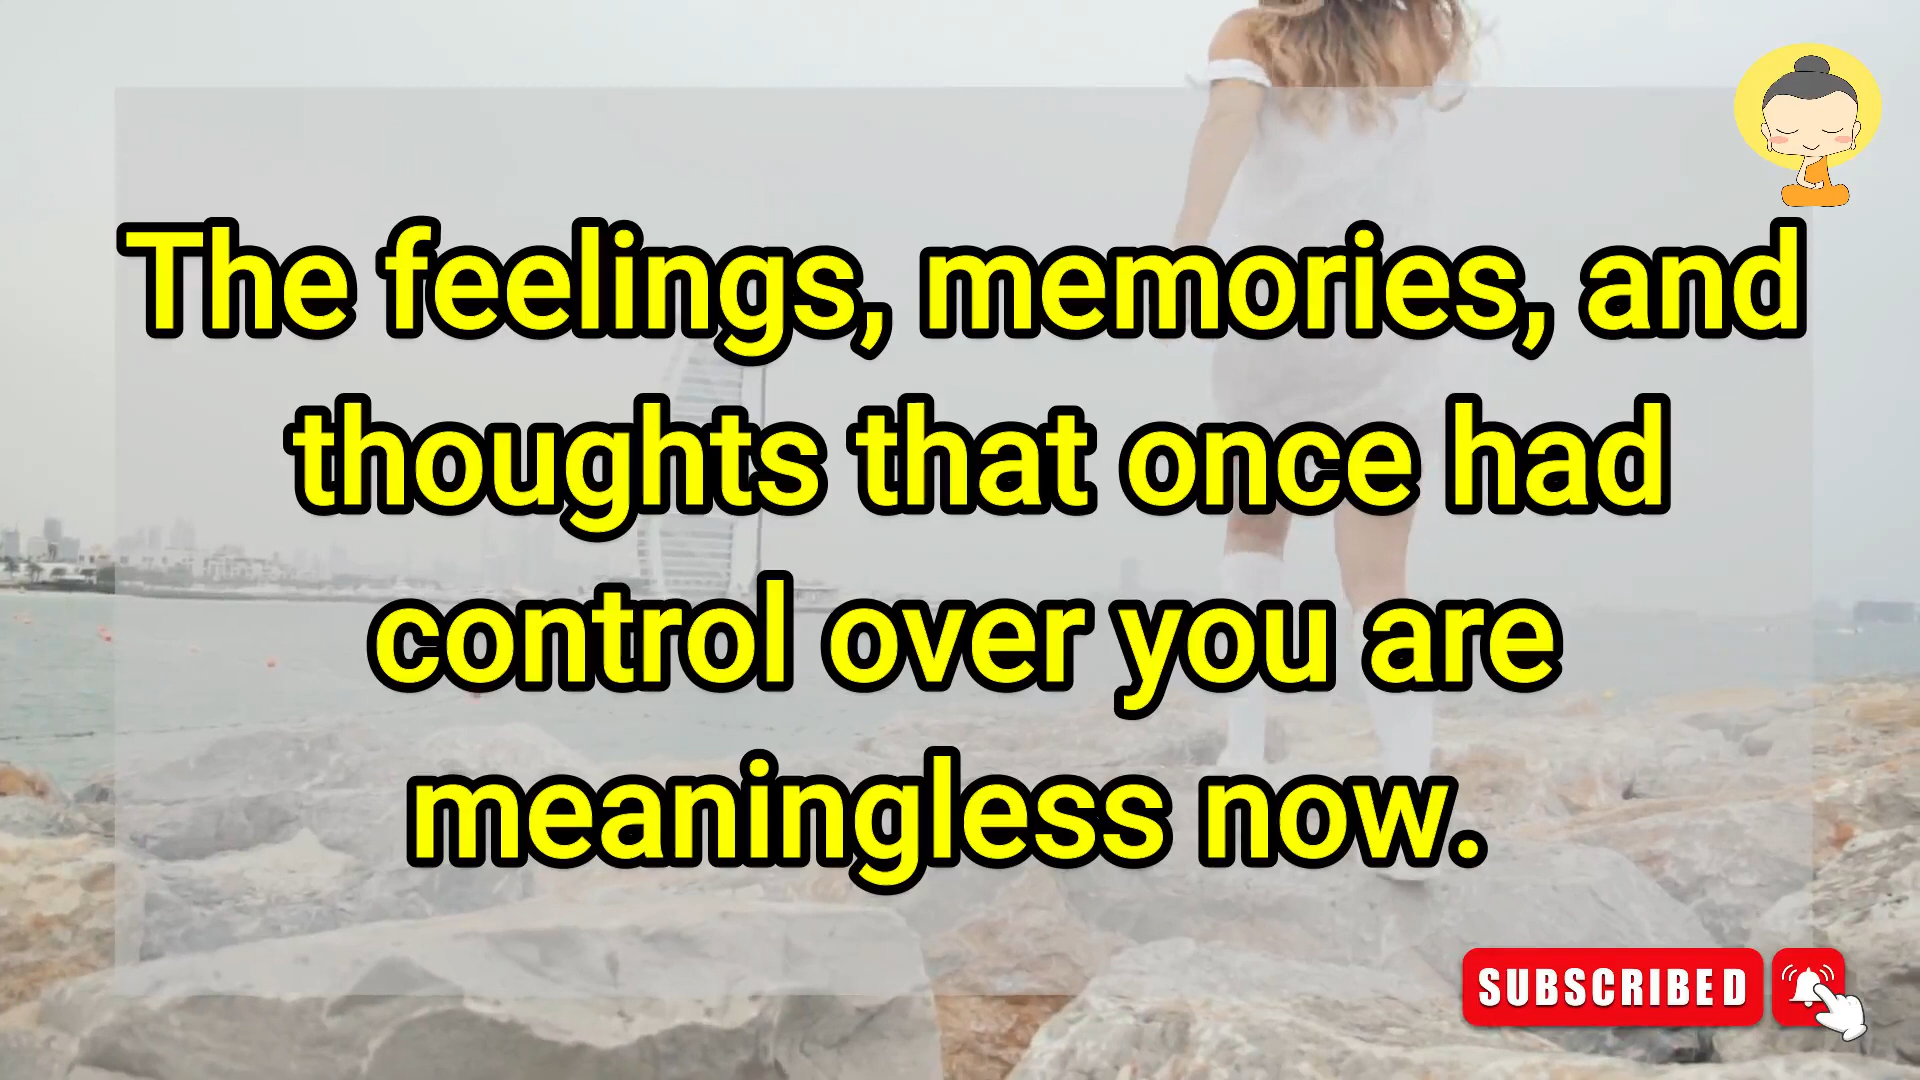 The feelings, memories, and
thoughts that once had
control over you are
meaningless now.
SUBSCRIBED